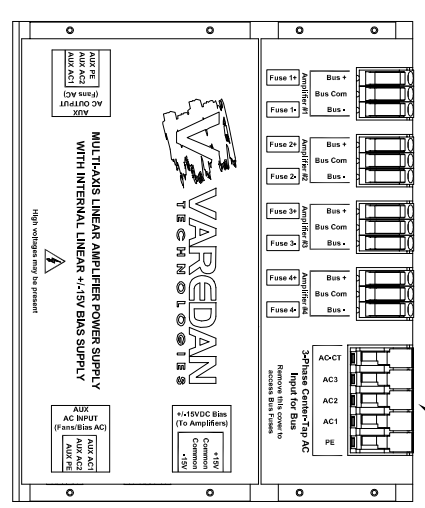 AUX
AC OUTPUT
(Fans AC)
AUX AC1
AUX AC2
AUX PE
MULTI-AXIS LINEAR AMPLIFIER POWER SUPPLY
WITH INTERNAL LINEAR +/-15V BIAS SUPPLY
High voltages may be present
AUX
AC INPUT
(Fans/Bias AC)
AUX AC1
AUX AC2
AUX PE
V
VAREDAN
TECHNOLOGIES
+/-15VDC Bias
(To Amplifiers)
+15V
Common
Common
-15V
Fuse 1+
Fuse 1-
Amplifier #1
Bus +
Bus Com
Bus -
Fuse 2+
Fuse 2-
Amplifier #2
Bus +
Bus Com
Bus -
Fuse 3+
Fuse 3-
Amplifier #3
Bus +
Bus Com
Bus -
Fuse 4+
Fuse 4-
Amplifier #4
Bus +
Bus Com
Bus -
3-Phase Center-Tap AC
Input for Bus
Remove this cover to
access Bus Fuses
AC-CT
AC3
AC2
AC1
PE